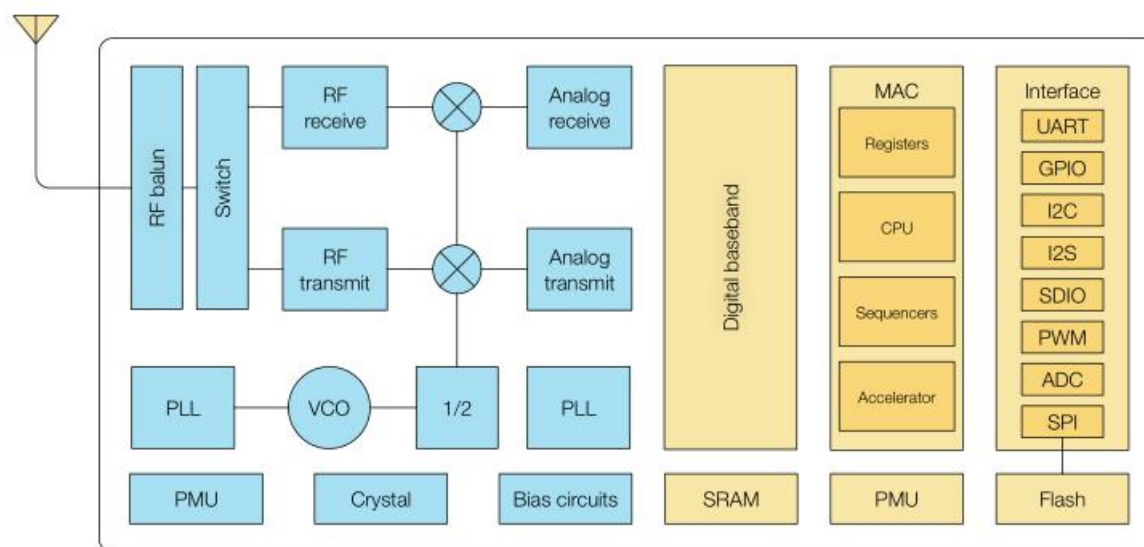 RF balun
Switch
RF
receive
Analog
receive
RF
transmit
Analog
transmit
PLL
VCO
1/2
PLL
PMU
Crystal
Bias circuits
Digital baseband
SRAM
MAC
Registers
CPU
Sequencers
Accelerator
PMU
Interface
UART
GPIO
I2C
I2S
SDIO
PWM
ADC
SPI
Flash